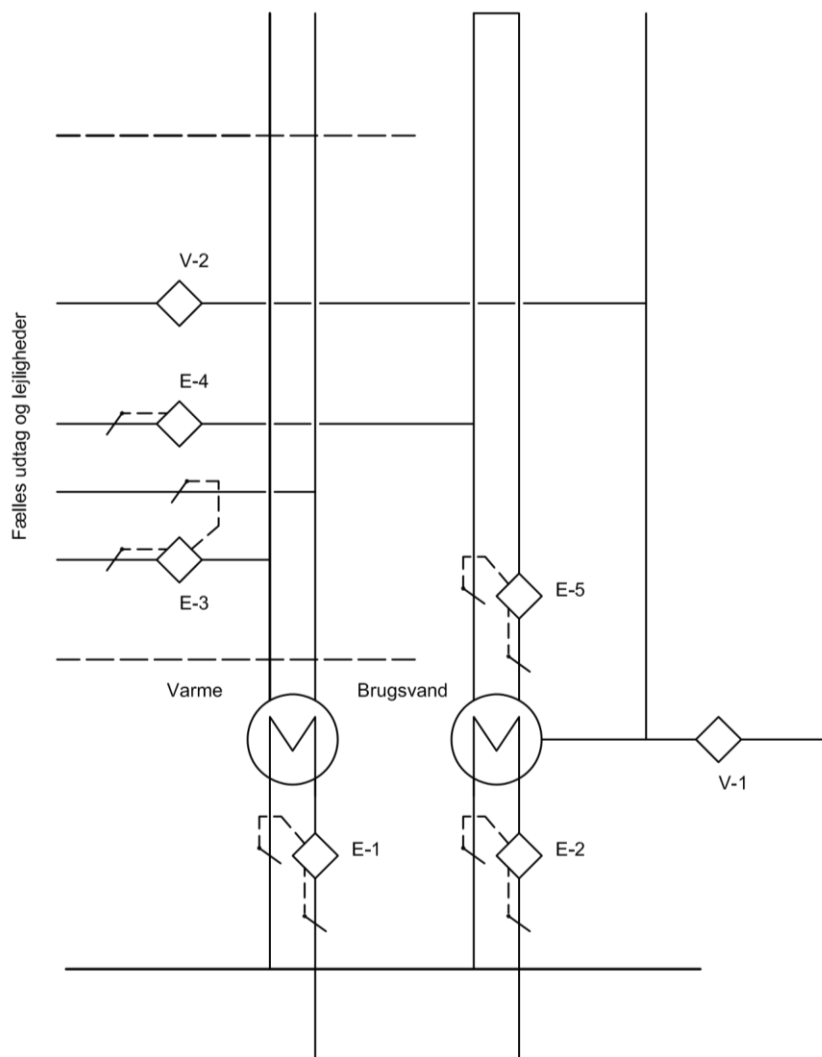 V-2
E-4
Fælles udtag og lejligheder
E-3
E-5
Varme
Brugsvand
V-1
E-1
E-2